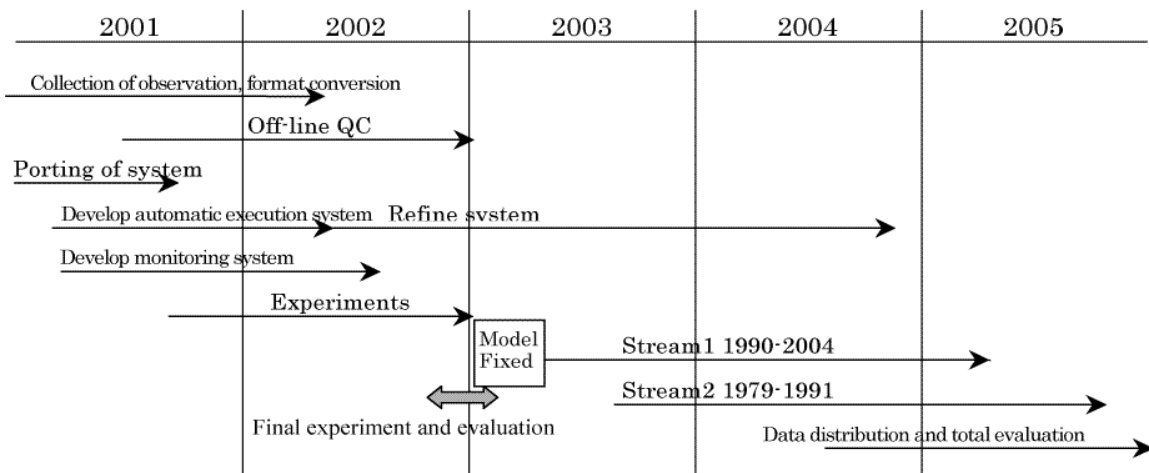 2001 2002 2003 2004 2005
Collection of observation, format conversion
Off-line QC
Porting of system
Develop automatic execution system Refine system
Develop monitoring system
Experiments
Model
Fixed
Stream1 1990-2004
Stream2 1979-1991
Final experiment and evaluation
Data distribution and total evaluation